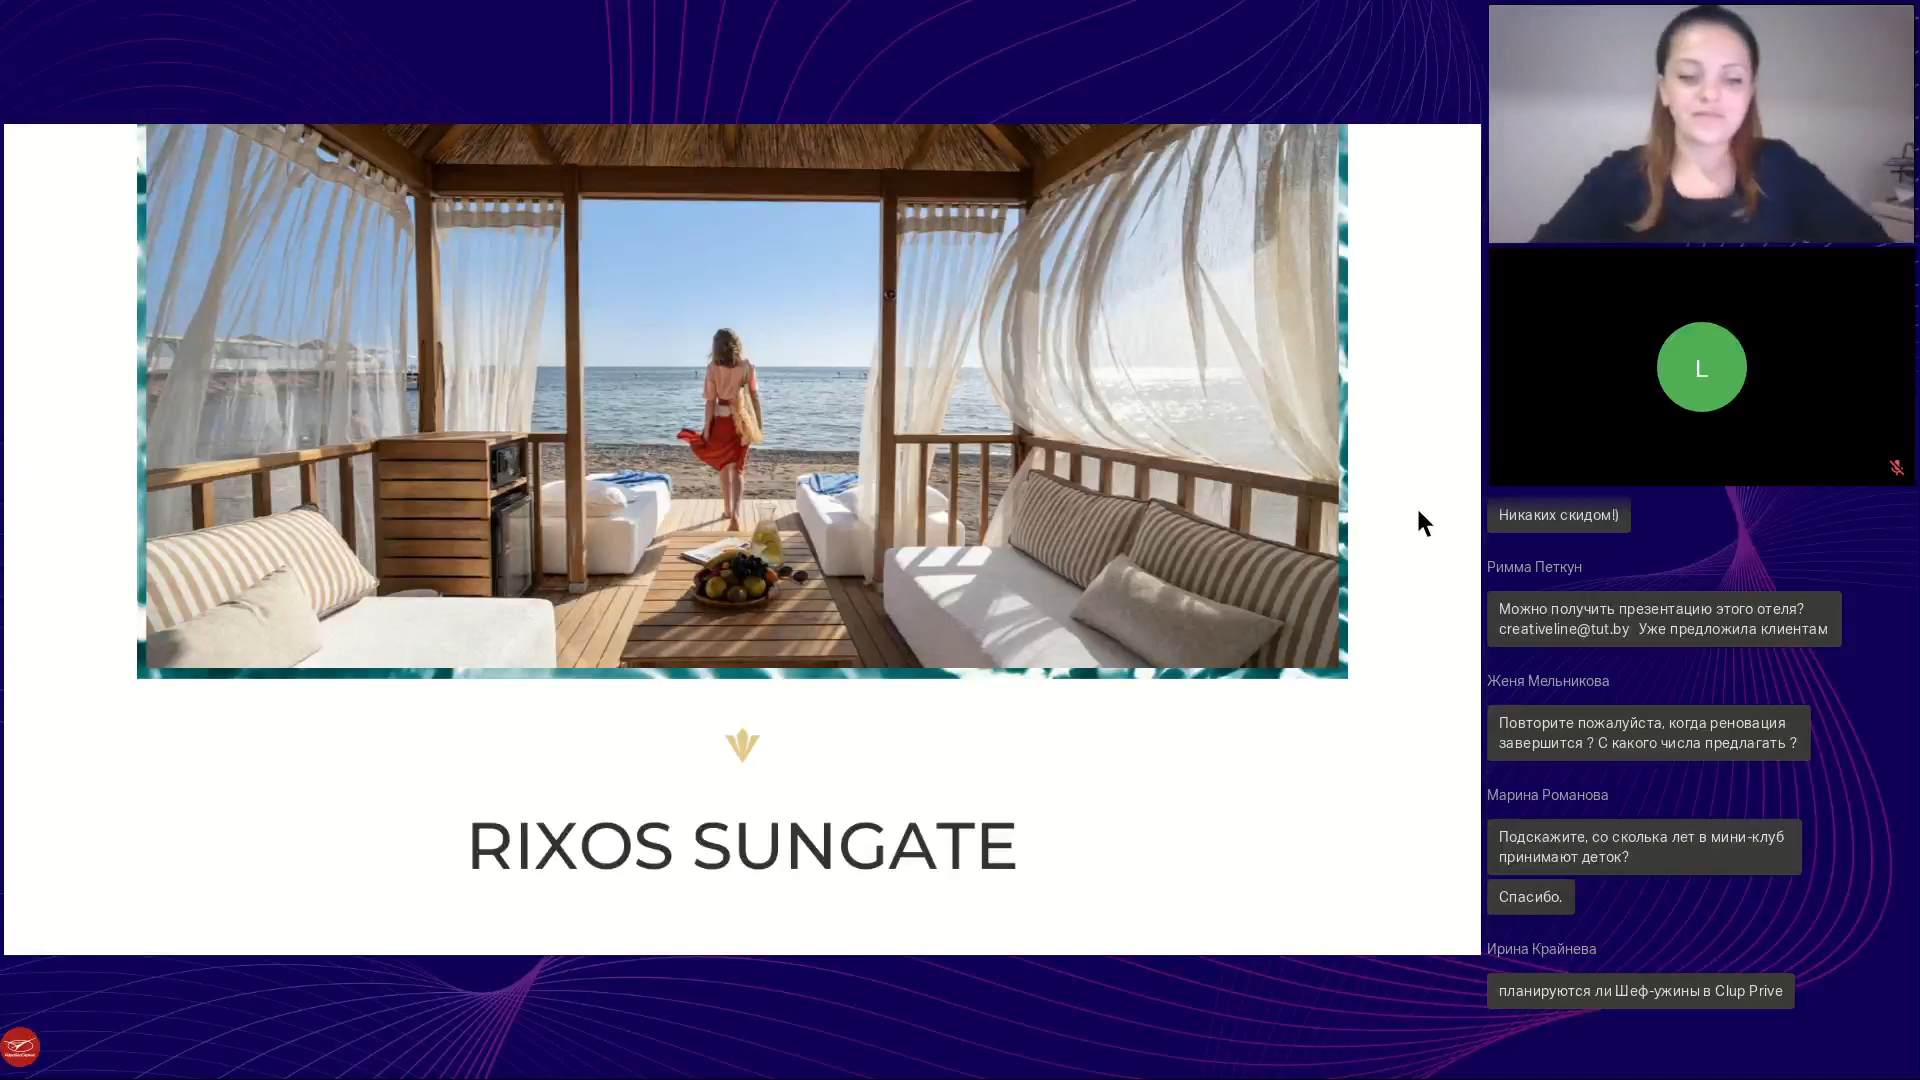 RIXOS SUNGATE
L
Никаких скидом!)
Римма Петкун
Можно получить презентацию этого отеля?
creativeline@tut.by Уже предложила клиентам
Женя Мельникова
Повторите пожалуйста, когда реновация
завершится ? С какого числа предлагать ?
Марина Романова
Подскажите, со сколька лет в мини-клуб
принимают деток?
Спасибо.
Ирина Крайнева
планируются ли Шеф-ужины в Clup Prive